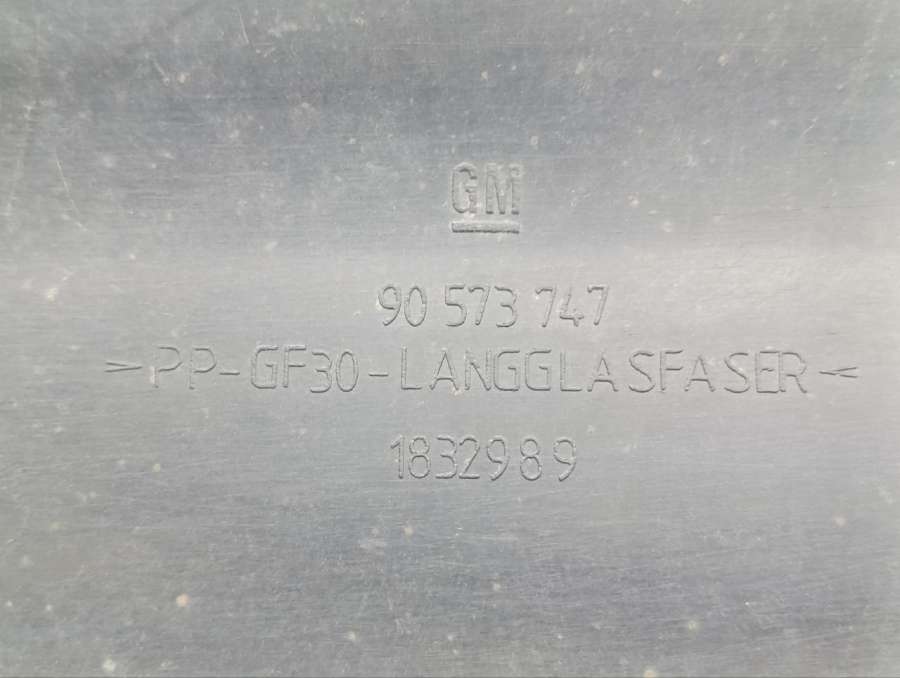 GM
90 573 747
>PP-GF30-LANGGLASFASER<
1832989